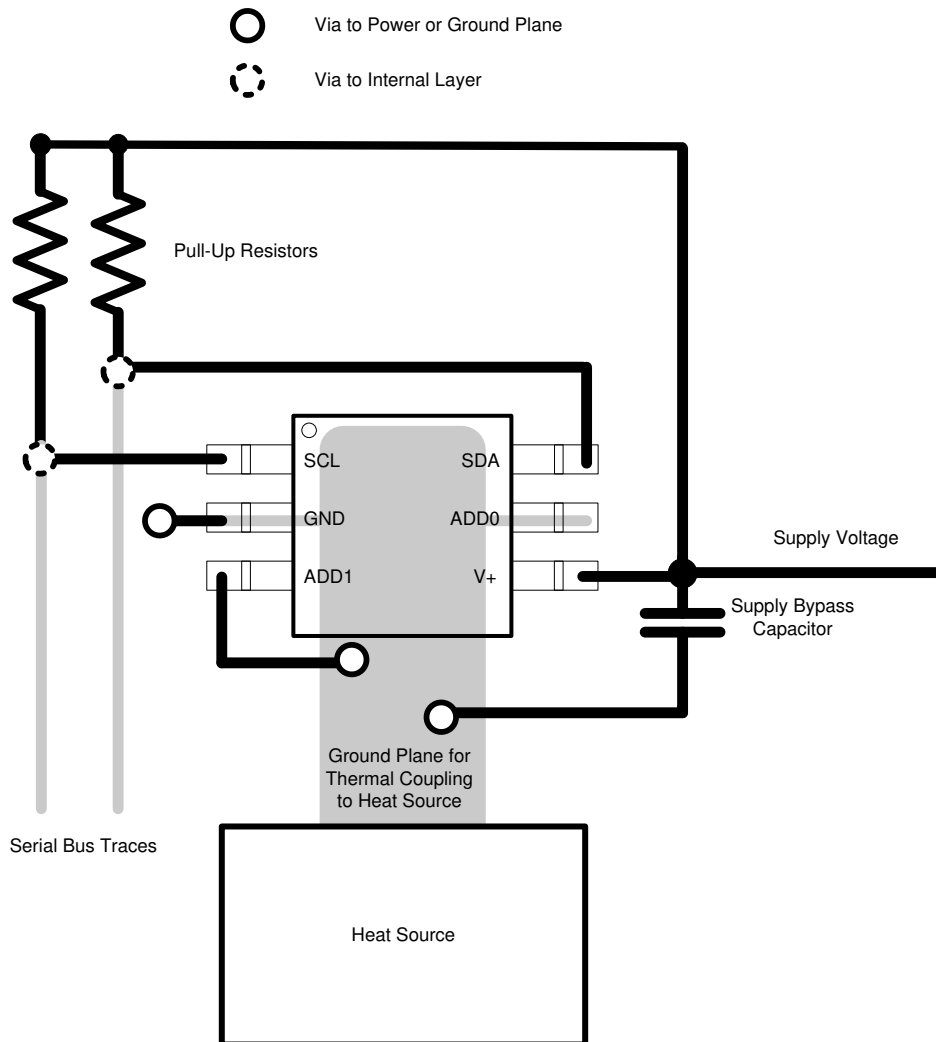 Via to Power or Ground Plane
Via to Internal Layer
Pull-Up Resistors
SCL
SDA
GND
ADD0
ADD1
V+
Supply Voltage
Supply Bypass
Capacitor
Ground Plane for
Thermal Coupling
to Heat Source
Serial Bus Traces
Heat Source